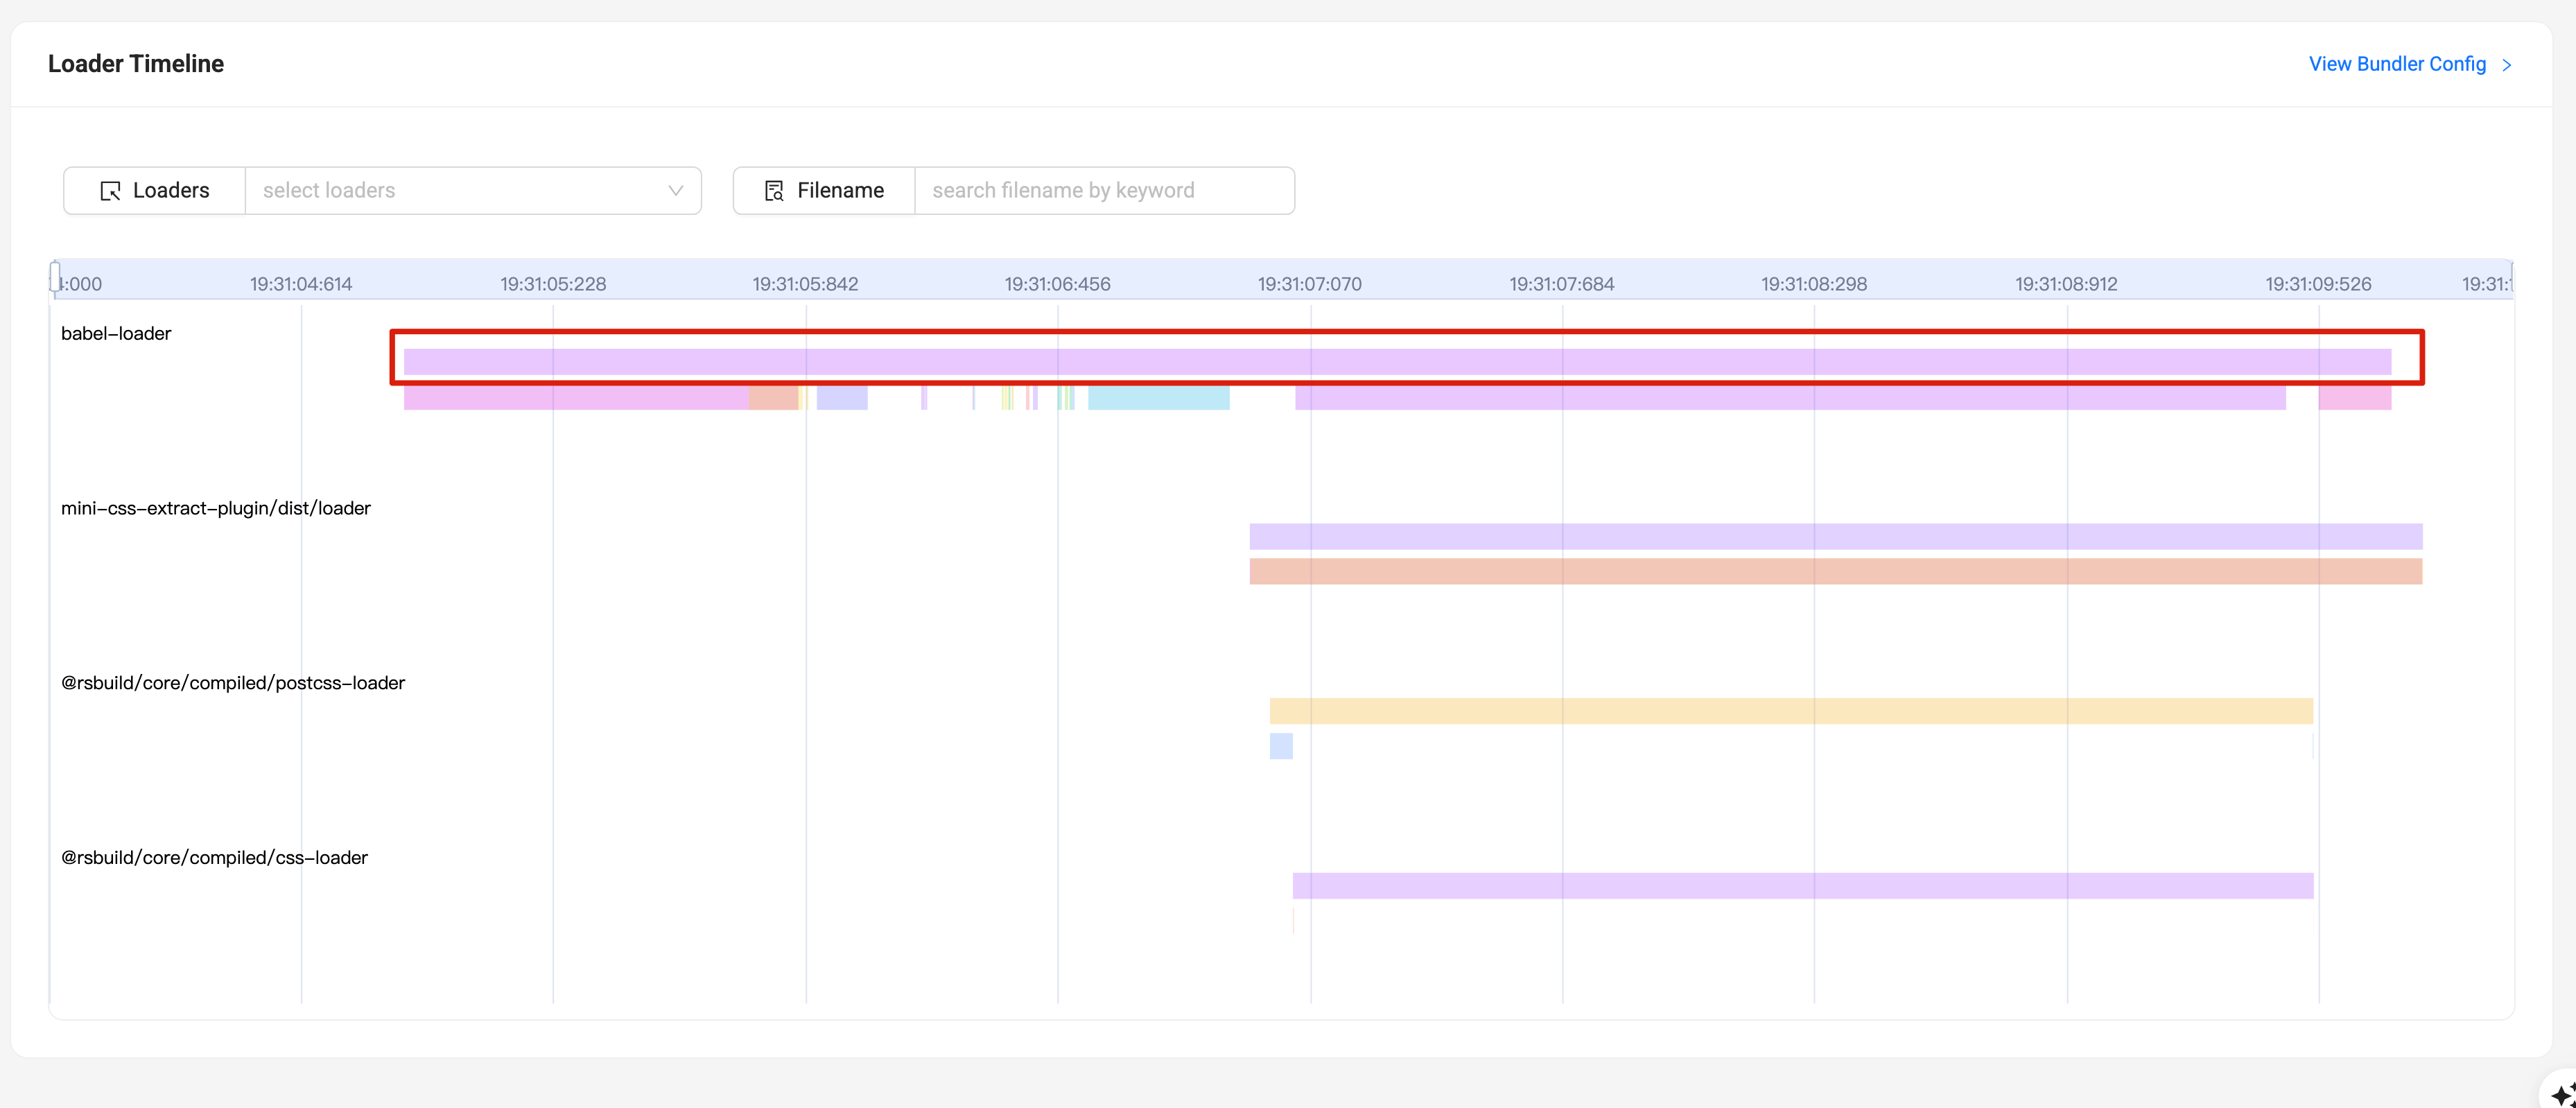 Loader Timeline
View Bundler Config
Loaders
select loaders
Filename
search filename by keyword
:000
19:31:04:614
19:31:05:228
19:31:05:842
19:31:06:456
19:31:07:070
19:31:07:684
19:31:08:298
19:31:08:912
19:31:09:526
19:31:
babel-loader
mini-css-extract-plugin/dist/loader
@rsbuild/core/compiled/postcss-loader
@rsbuild/core/compiled/css-loader